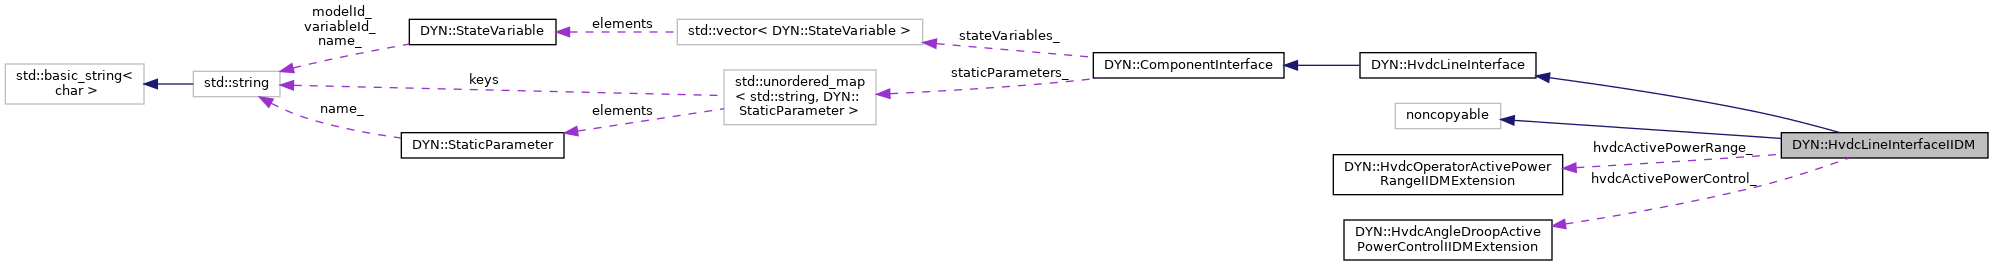 modelId_
variableId_
name_
DYN::StateVariable
elements
std::vector< DYN::StateVariable >
stateVariables_
std::basic_string<
char >
std::string
keys
std::unordered_map
< std::string, DYN::
StaticParameter >
staticParameters_
DYN::ComponentInterface
DYN::HvdcLineInterface
name_
elements
DYN::StaticParameter
noncopyable
DYN::HvdcLineInterfaceIIDM
hvdcActivePowerRange_
DYN::HvdcOperatorActivePower
RangeIIDMExtension
hvdcActivePowerControl_
DYN::HvdcAngleDroopActive
PowerControlIIDMExtension